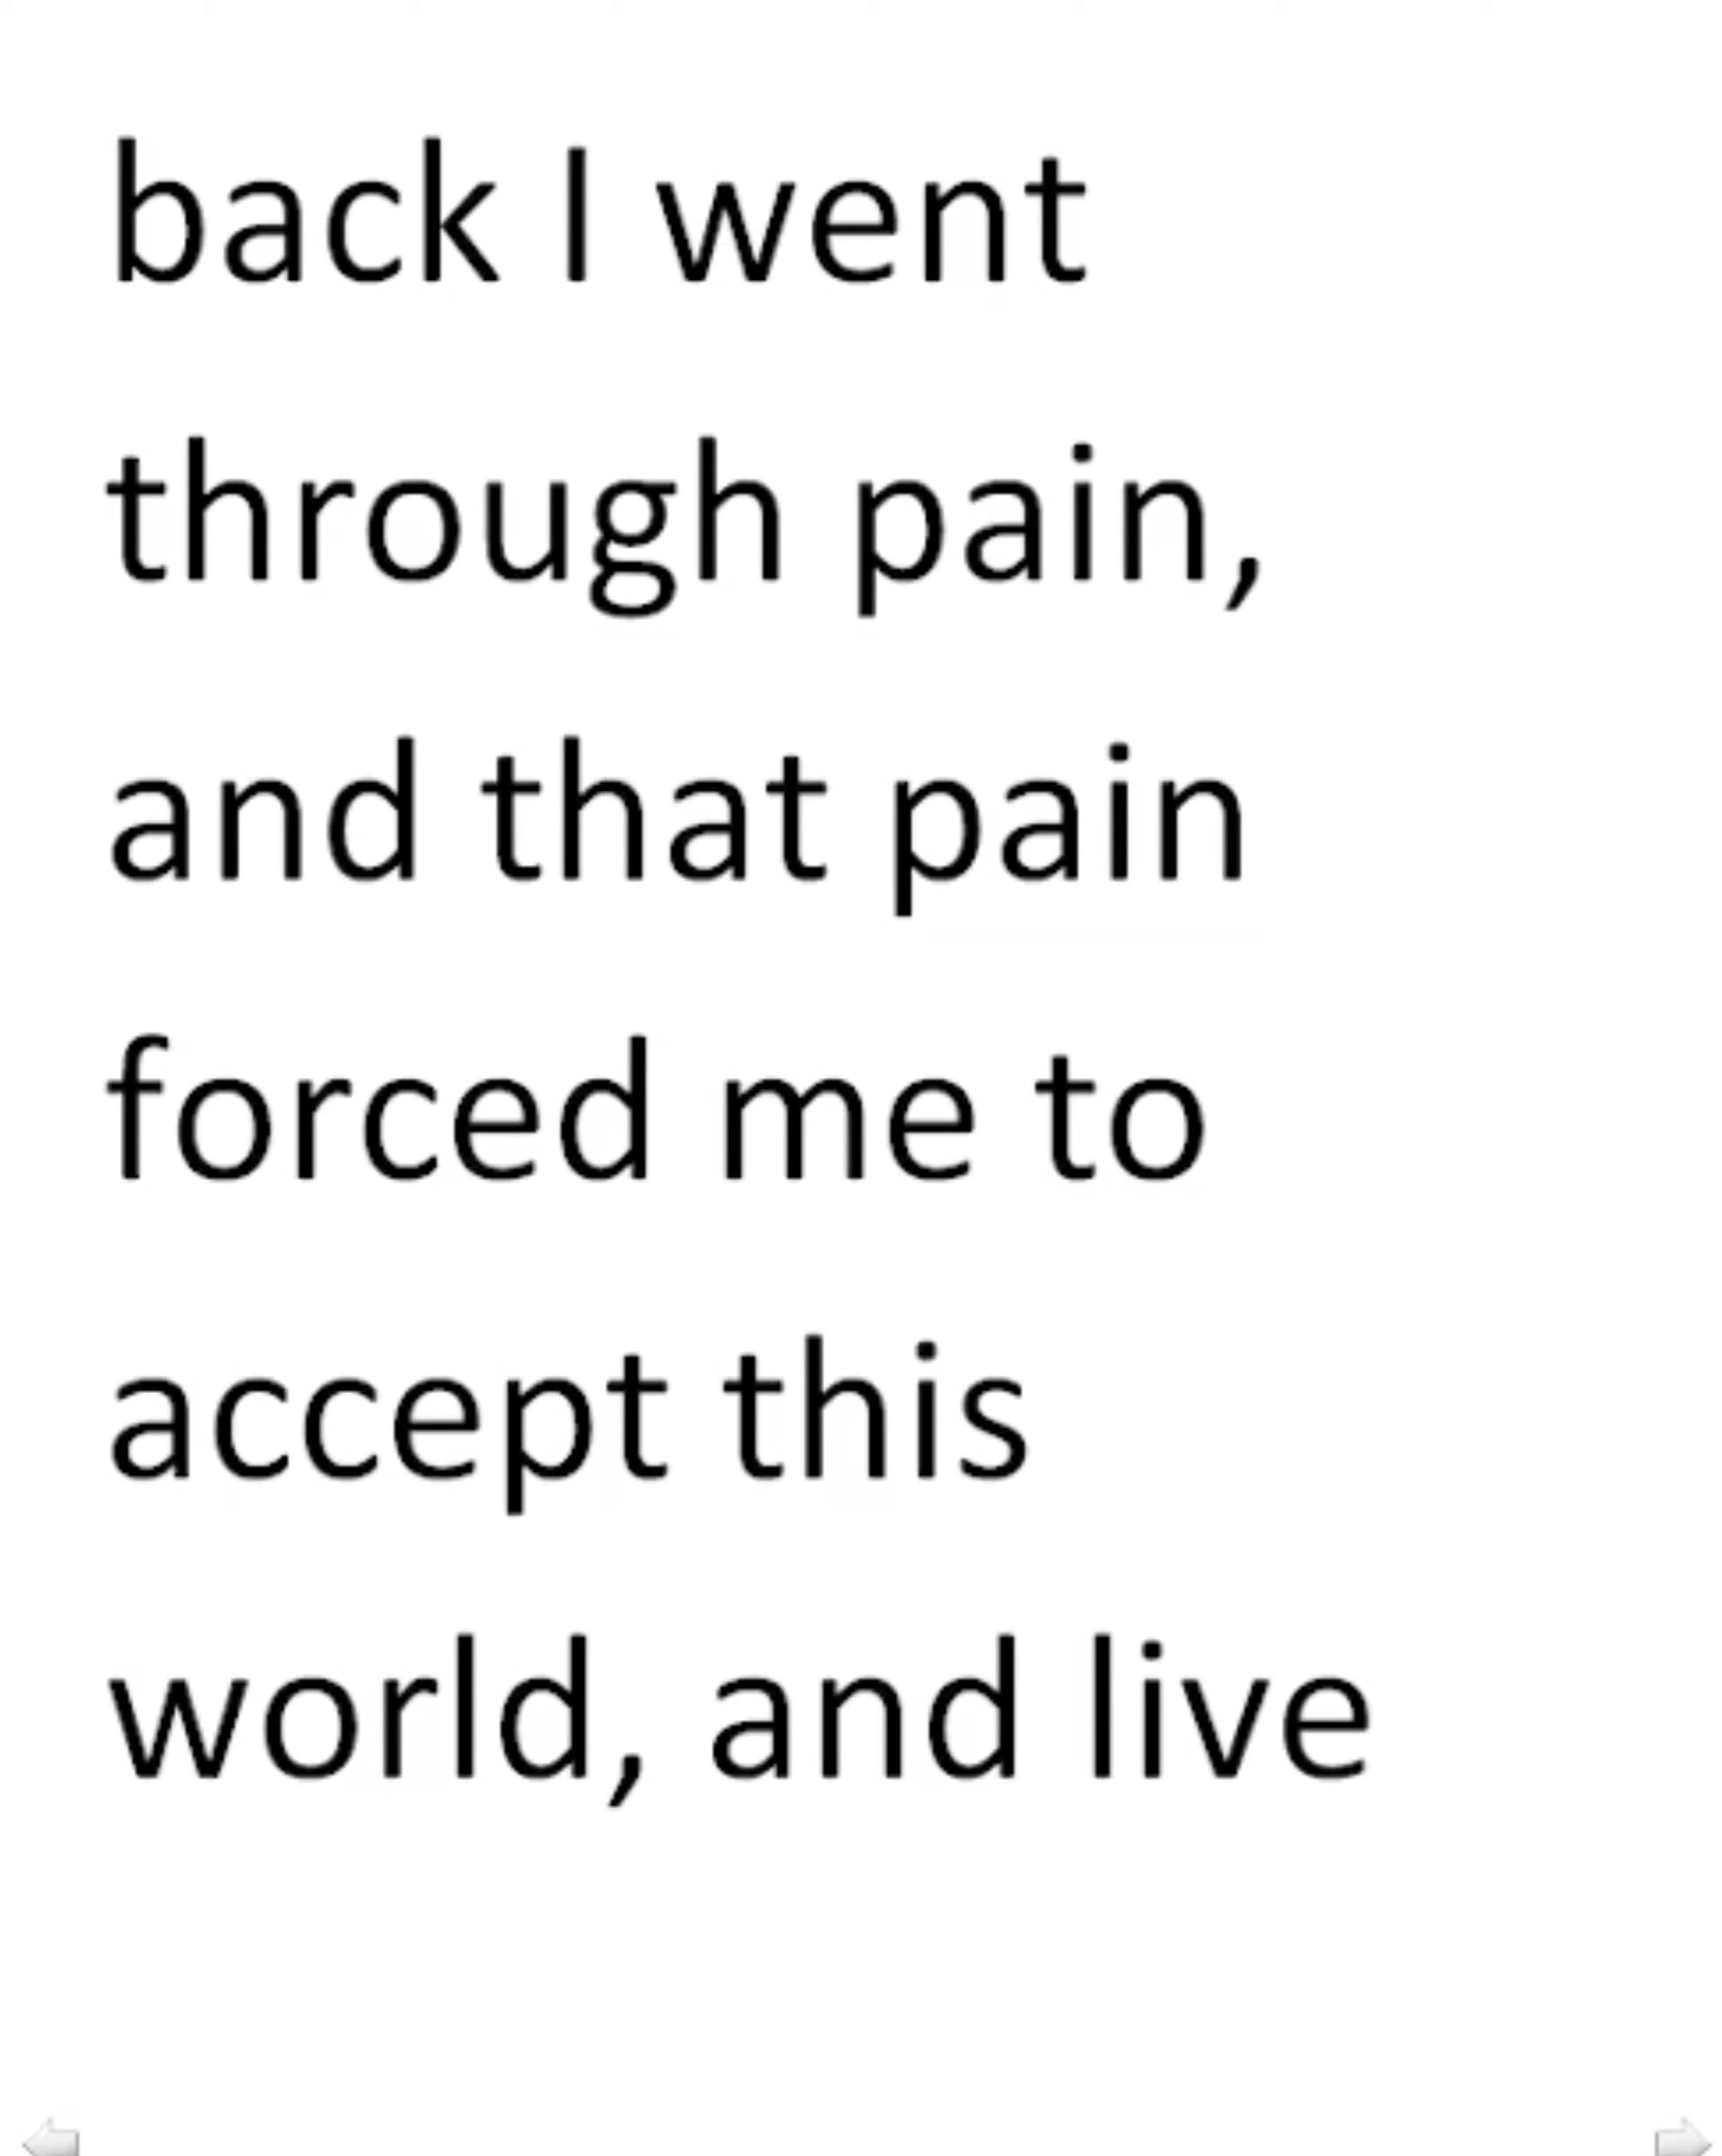 back I went
through pain,
and that pain
forced me to
accept this
world, and live